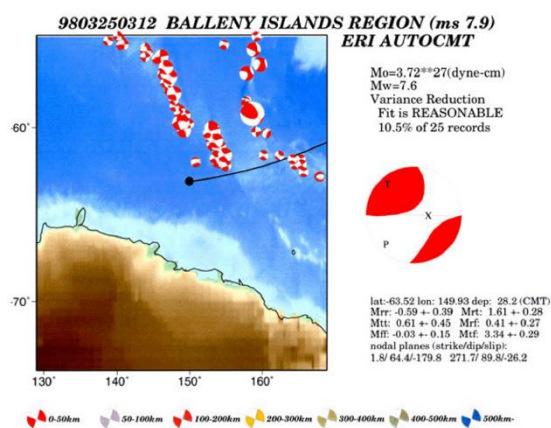 9803250312 BALLENY ISLANDS REGION (ms 7.9)
ERI AUTOCMT
Mo=3.72**27(dyne-cm)
Mw=7.6
Variance Reduction
Fit is REASONABLE
10.5% of 25 records
-60°
-70°
130°
140°
150°
160°
T
X
P
lat:-63.52 lon: 149.93 dep: 28.2 (CMT)
Mrr: -0.59 +- 0.39 Mrt: 1.61 +- 0.28
Mtt: 0.61 +- 0.45 Mrf: 0.41 +- 0.27
Mff: -0.03 +- 0.15 Mtf: 3.34 +- 0.29
nodal planes (strike/dip/slip):
1.8/ 64.4/-179.8 271.7/ 89.8/-26.2
0-50km 50-100km 100-200km 200-300km 300-400km 400-500km 500km-